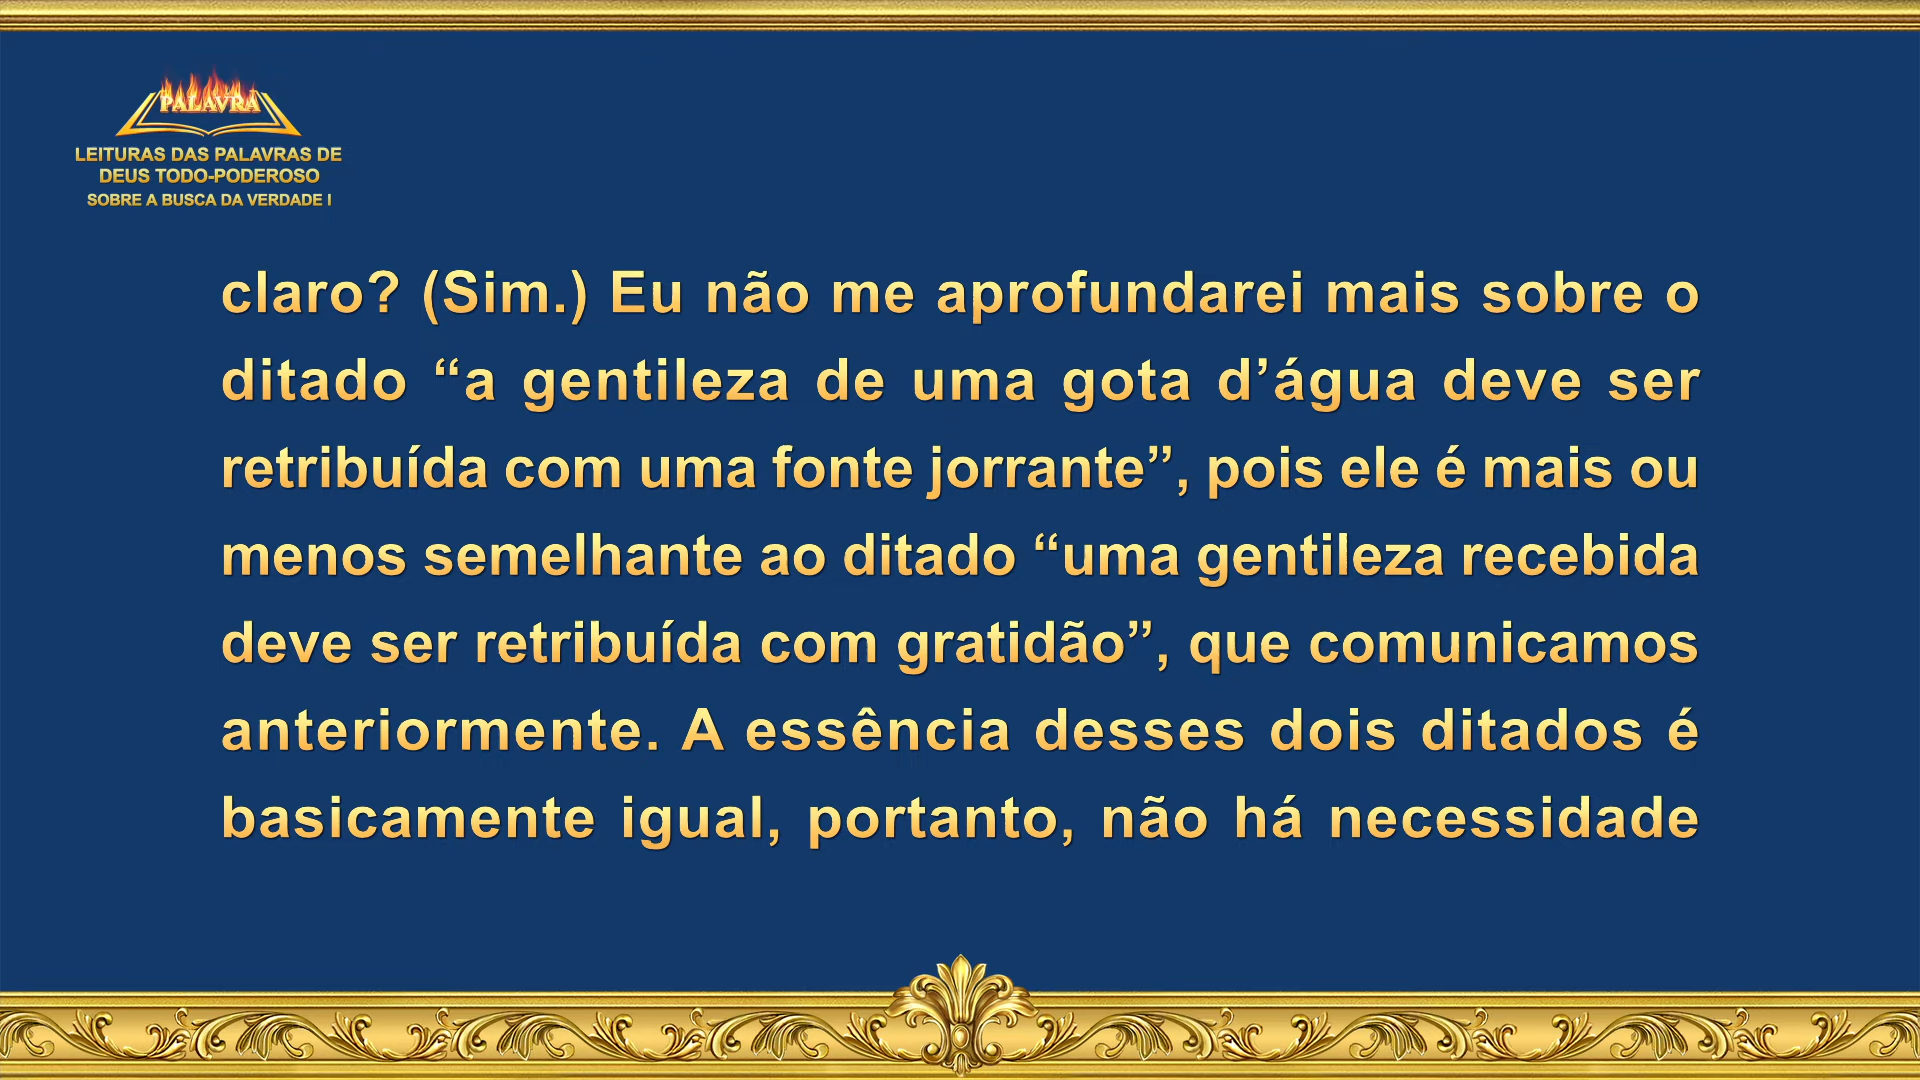 PALAVRA
LEITURAS DAS PALAVRAS DE
DEUS TODO-PODEROSO
SOBRE A BUSCA DA VERDADE I
claro? (Sim.) Eu não me aprofundarei mais sobre o
ditado “a gentileza de uma gota d’água deve ser
retribuída com uma fonte jorrante”, pois ele é mais ou
menos semelhante ao ditado “uma gentileza recebida
deve ser retribuída com gratidão”, que comunicamos
anteriormente. A essência desses dois ditados é
basicamente igual, portanto, não há necessidade